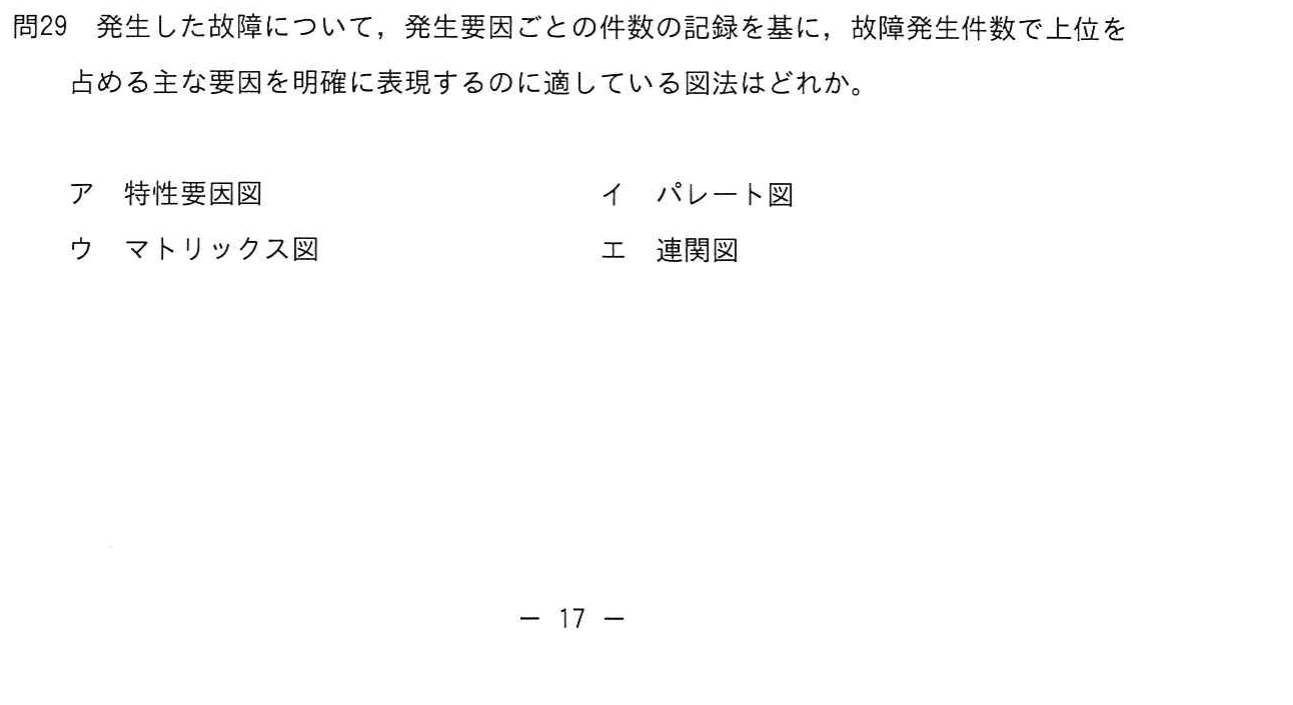 問29　発生した故障について，発生要因ごとの件数の記録を基に，故障発生件数で上位を
占める主な要因を明確に表現するのに適している図法はどれか。
ア　特性要因図　イ　パレート図
ウ　マトリックス図　エ　連関図
－ 17 －